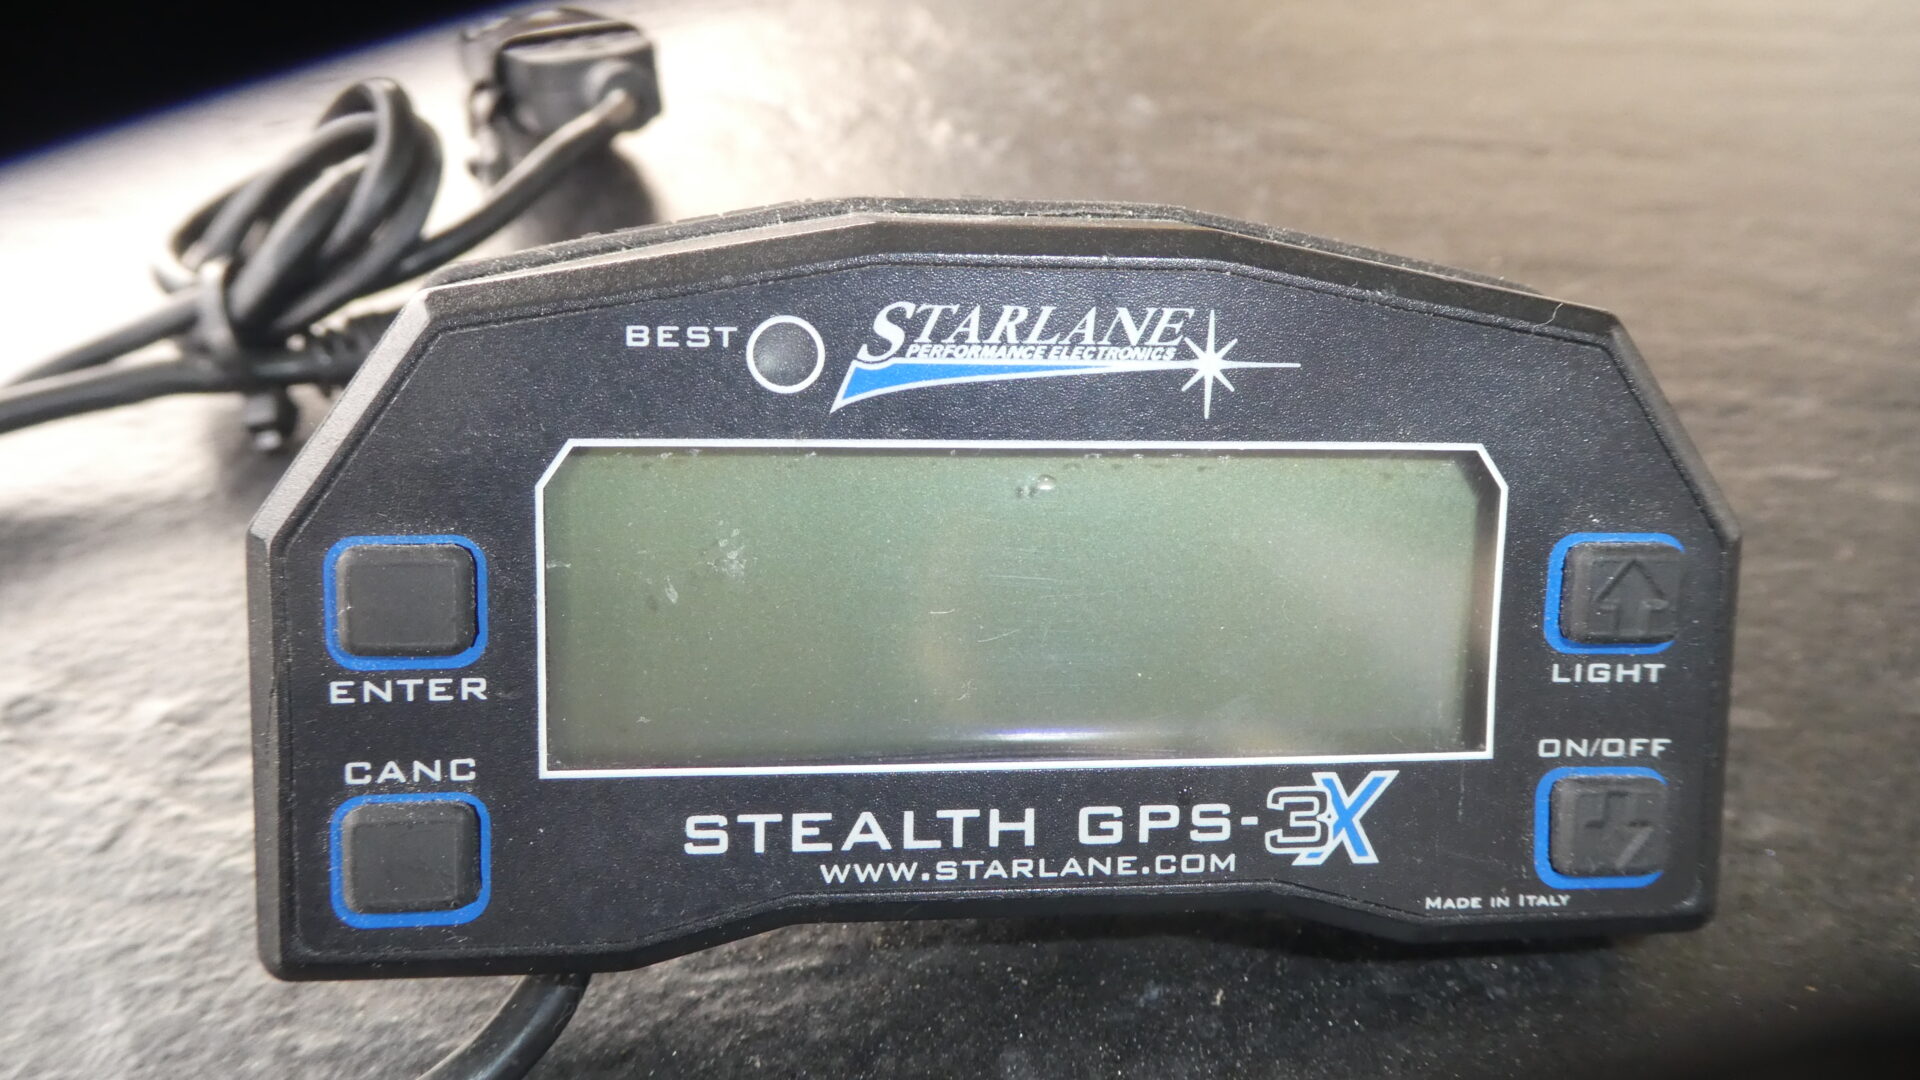 BEST
STARLANE
PERFORMANCE ELECTRONICS
ENTER
LIGHT
CANC
ON/OFF
STEALTH GPS-3X
WWW.STARLANE.COM
MADE IN ITALY